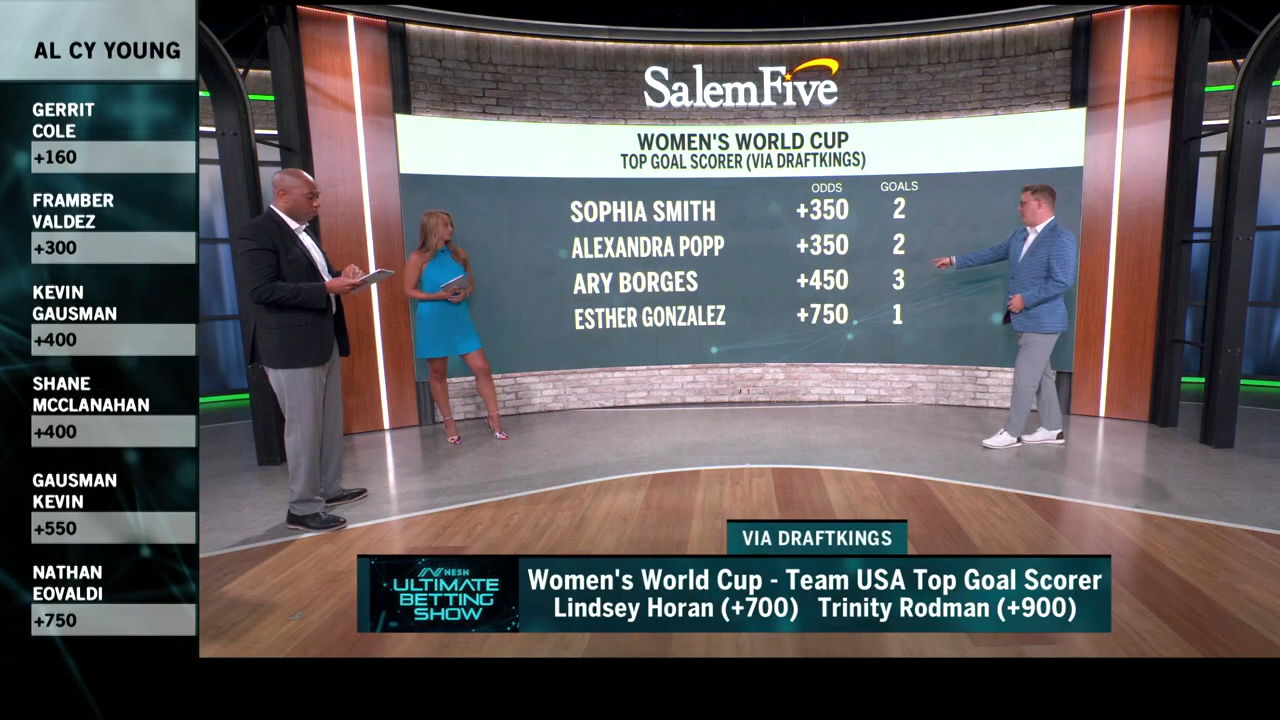 AL CY YOUNG
GERRIT
COLE
+160
FRAMBER
VALDEZ
+300
KEVIN
GAUSMAN
+400
SHANE
MCCLANAHAN
+400
GAUSMAN
KEVIN
+550
NATHAN
EOVALDI
+750
SalemFive
WOMEN'S WORLD CUP
TOP GOAL SCORER (VIA DRAFTKINGS)
ODDS GOALS
SOPHIA SMITH +350 2
ALEXANDRA POPP +350 2
ARY BORGES +450 3
ESTHER GONZALEZ +750 1
VIA DRAFTKINGS
NESN
ULTIMATE
BETTING
SHOW
Women's World Cup - Team USA Top Goal Scorer
Lindsey Horan (+700) Trinity Rodman (+900)